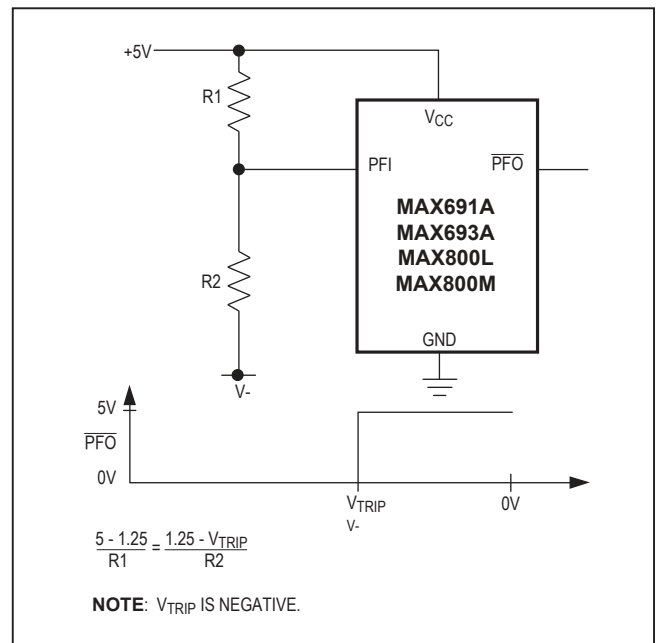 +5V
R1
VCC
PFI
PFO
MAX691A
MAX693A
MAX800L
MAX800M
R2
GND
V-
5V
PFO
0V
VTRIP
0V
V-
5 - 1.25 = 1.25 - VTRIP
R1 R2
NOTE: VTRIP IS NEGATIVE.